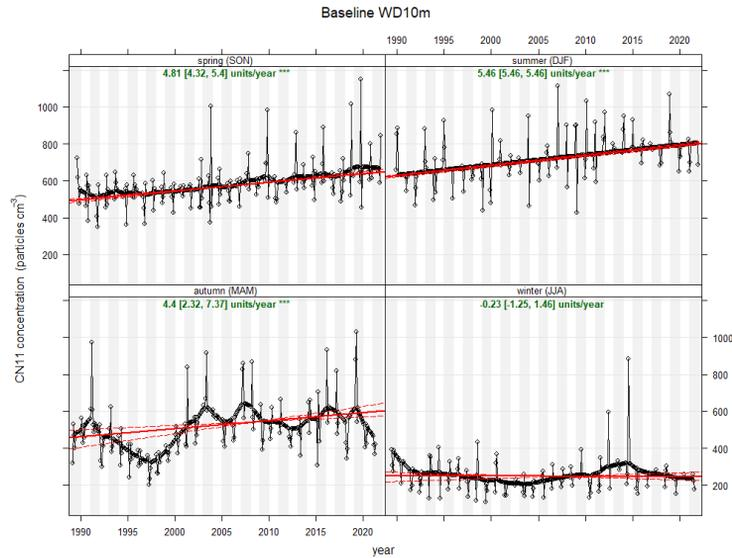 Baseline WD10m
1990 1995 2000 2005 2010 2015 2020
spring (SON) summer (DJF)
4.81 [4.32, 5.4] units/year *** 5.46 [5.46, 5.46] units/year ***
1000
800
600
400
200
autumn (MAM) winter (JJA)
4.4 [2.32, 7.37] units/year *** -0.23 [-1.25, 1.46] units/year
1000
800
600
400
200
1990 1995 2000 2005 2010 2015 2020
CN11 concentration (particles cm⁻³)
year